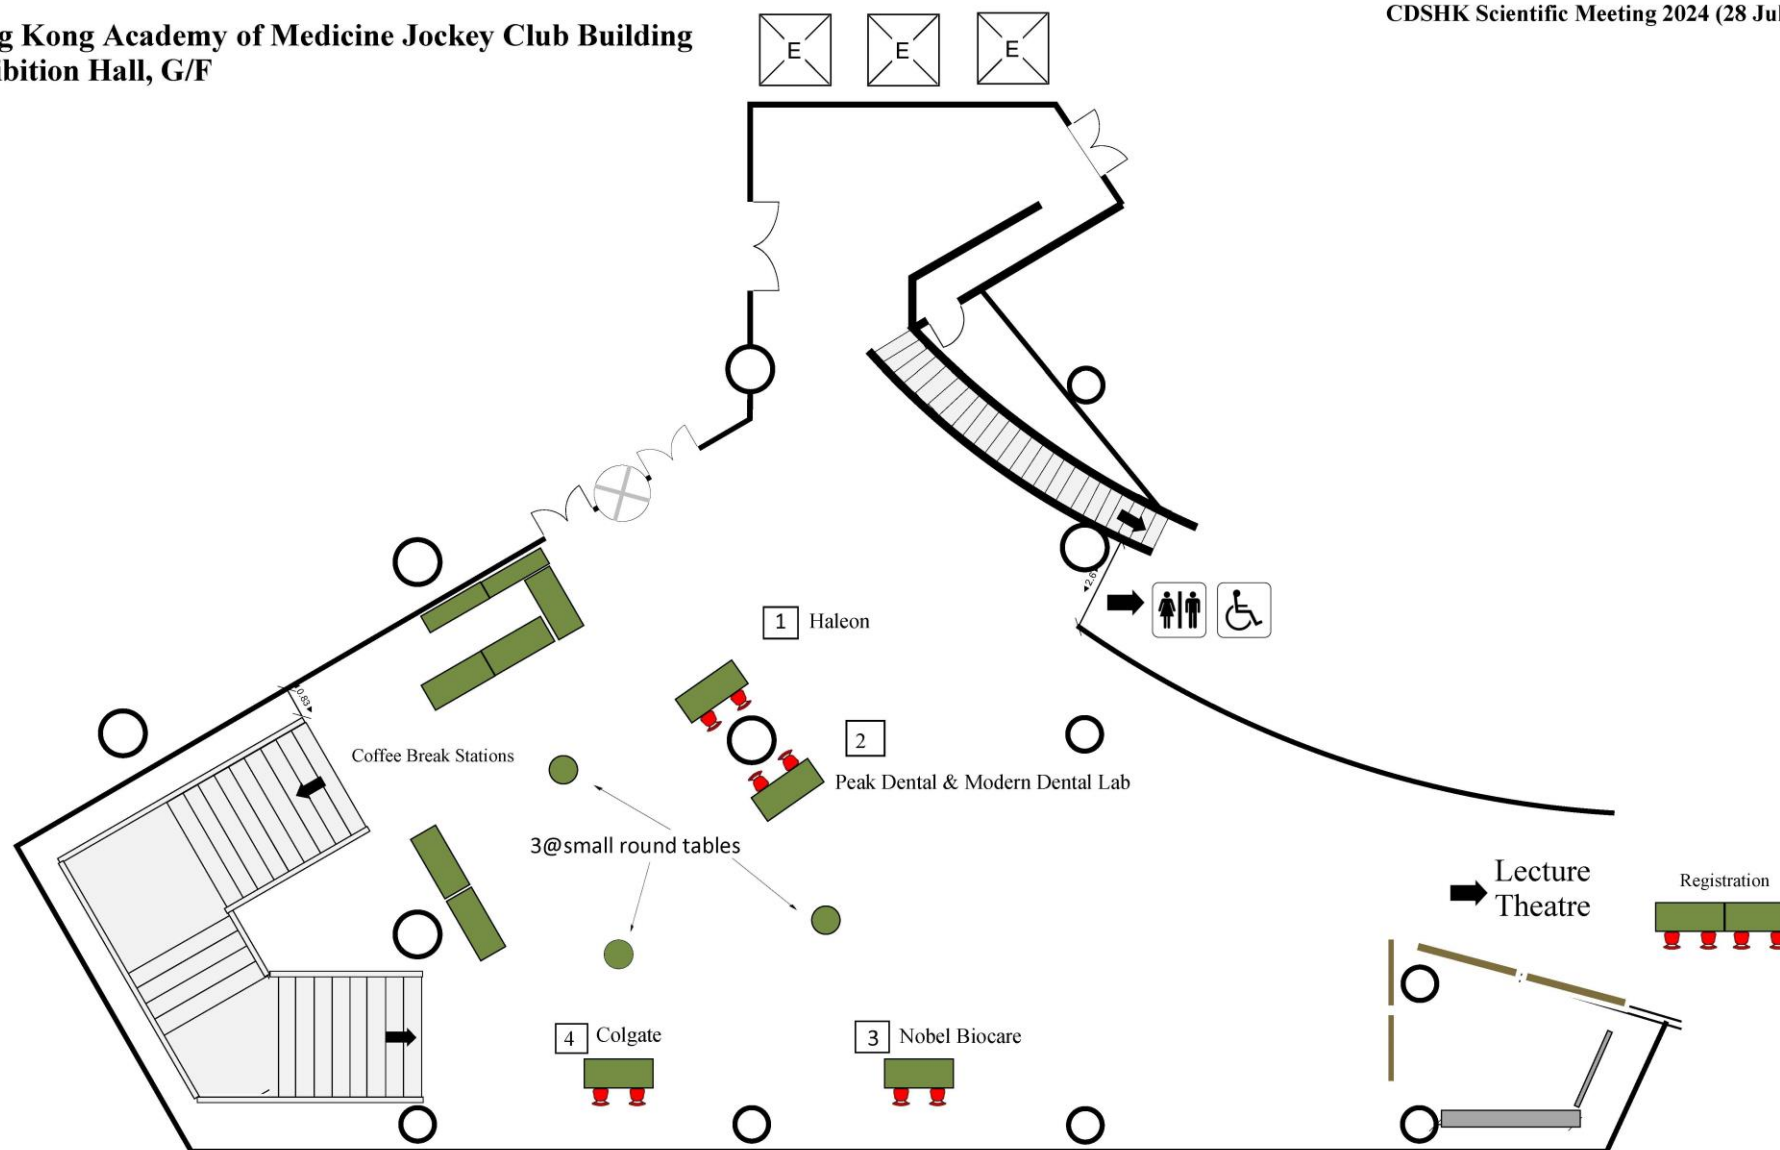 g Kong Academy of Medicine Jockey Club Building
ibition Hall, G/F
CDSHK Scientific Meeting 2024 (28 Jul
E
E
E
1 Haleon
2
Peak Dental & Modern Dental Lab
0.83
Coffee Break Stations
3@small round tables
Lecture
Theatre
Registration
4 Colgate
3 Nobel Biocare